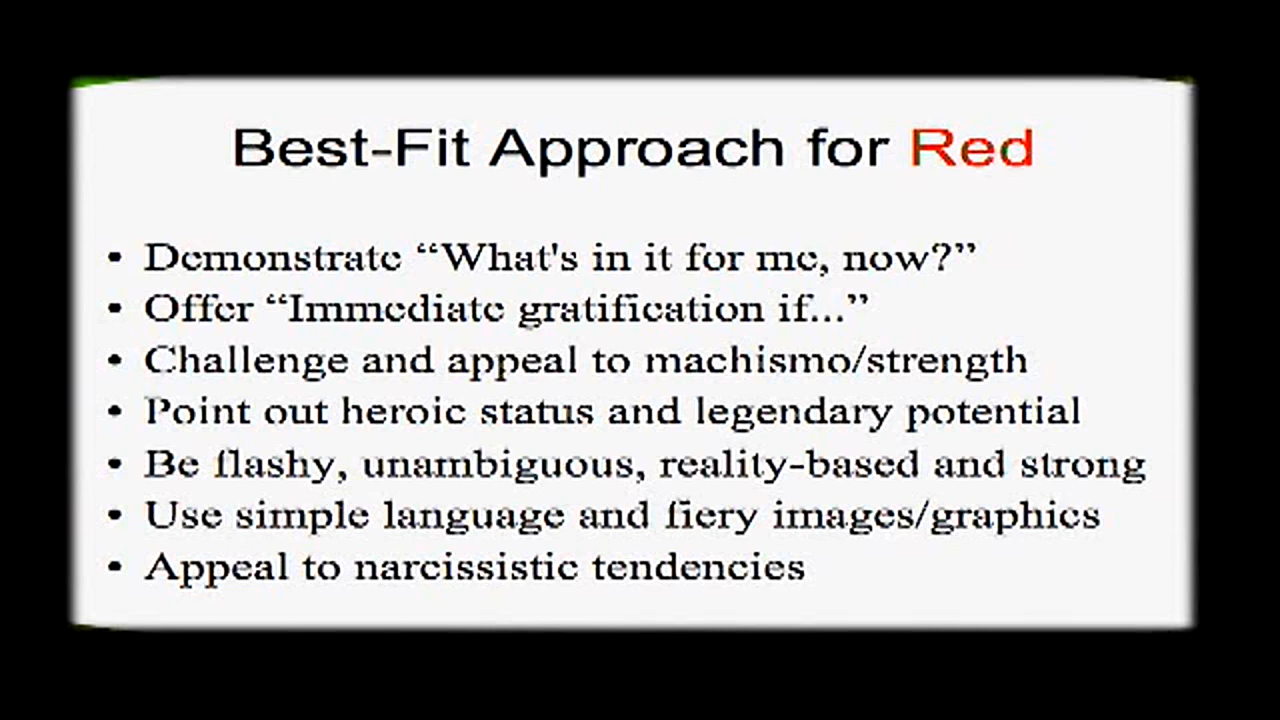 Best-Fit Approach for Red
• Demonstrate “What's in it for me, now?”
• Offer “Immediate gratification if...”
• Challenge and appeal to machismo/strength
• Point out heroic status and legendary potential
• Be flashy, unambiguous, reality-based and strong
• Use simple language and fiery images/graphics
• Appeal to narcissistic tendencies